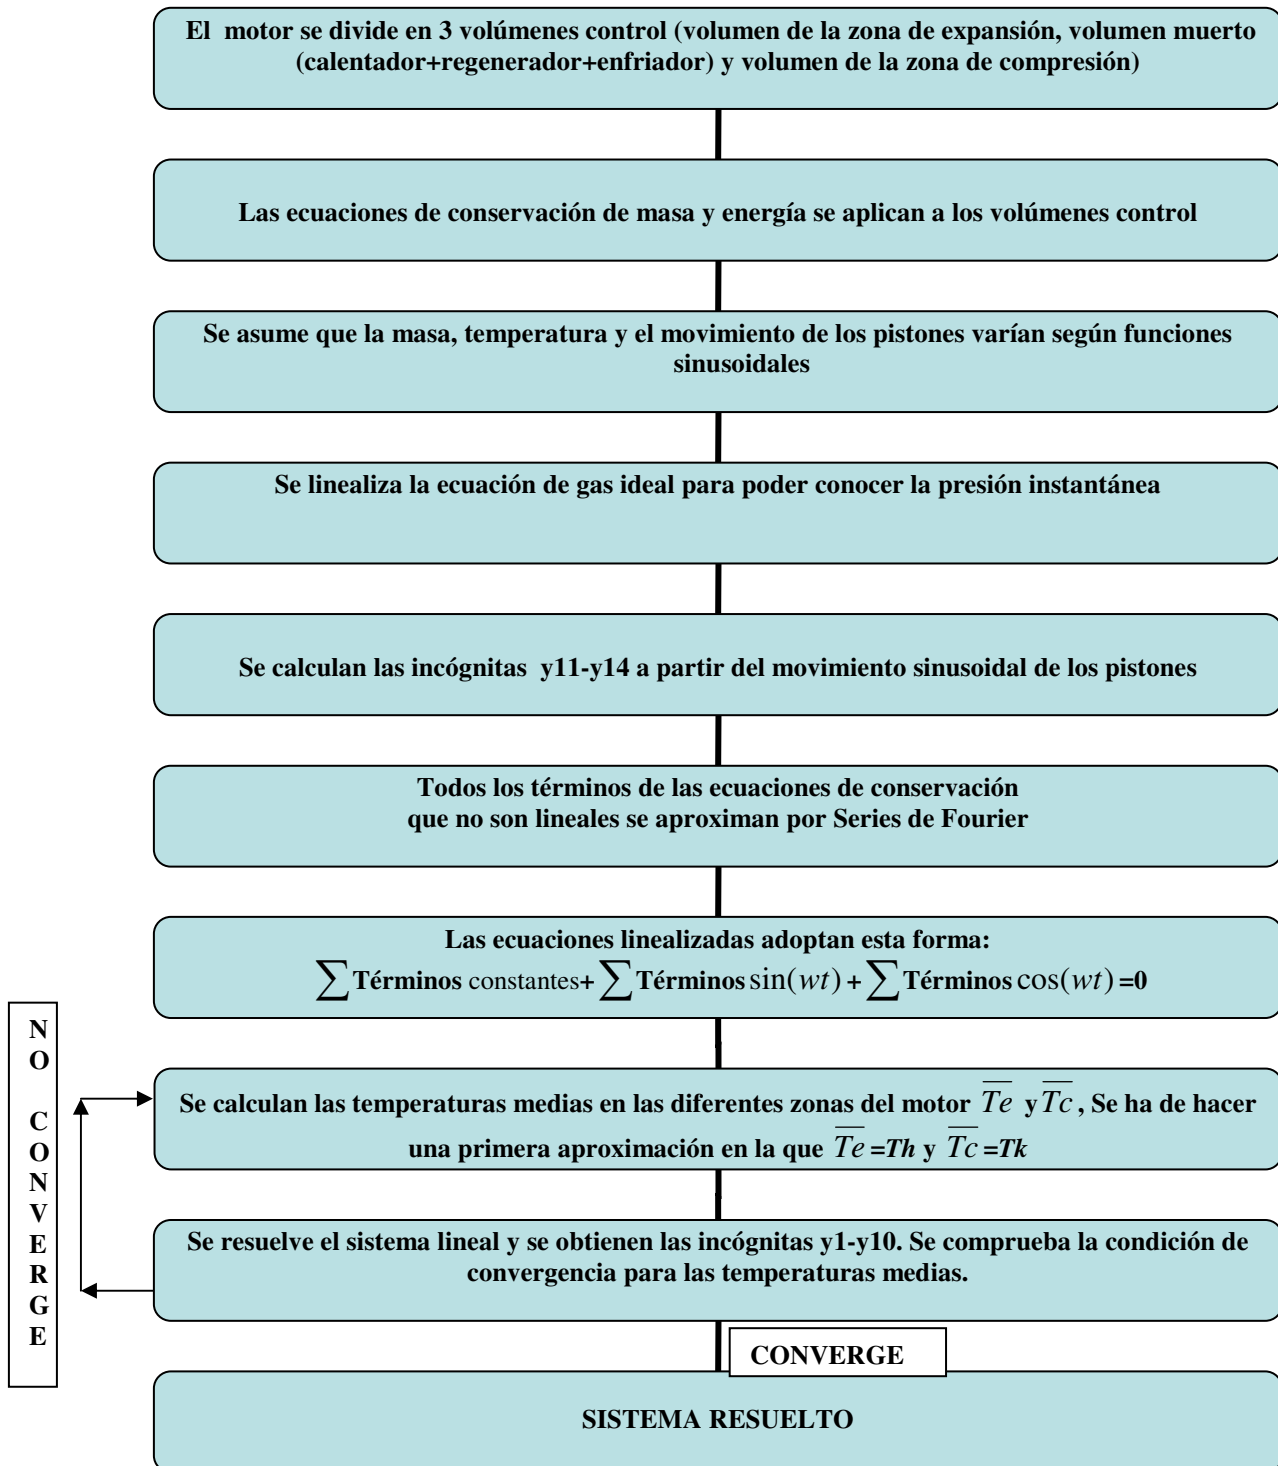 El motor se divide en 3 volúmenes control (volumen de la zona de expansión, volumen muerto
(calentador+regenerador+enfriador) y volumen de la zona de compresión)
Las ecuaciones de conservación de masa y energía se aplican a los volúmenes control
Se asume que la masa, temperatura y el movimiento de los pistones varían según funciones
sinusoidales
Se linealiza la ecuación de gas ideal para poder conocer la presión instantánea
Se calculan las incógnitas y11-y14 a partir del movimiento sinusoidal de los pistones
Todos los términos de las ecuaciones de conservación
que no son lineales se aproximan por Series de Fourier
Las ecuaciones linealizadas adoptan esta forma:
∑ Términos constantes+ ∑ Términos sin(wt) + ∑ Términos cos(wt) =0
NO CONVERGE
Se calculan las temperaturas medias en las diferentes zonas del motor T̅e̅ y T̅c̅ , Se ha de hacer
una primera aproximación en la que T̅e̅ =Th y T̅c̅ =Tk
Se resuelve el sistema lineal y se obtienen las incógnitas y1-y10. Se comprueba la condición de
convergencia para las temperaturas medias.
CONVERGE
SISTEMA RESUELTO